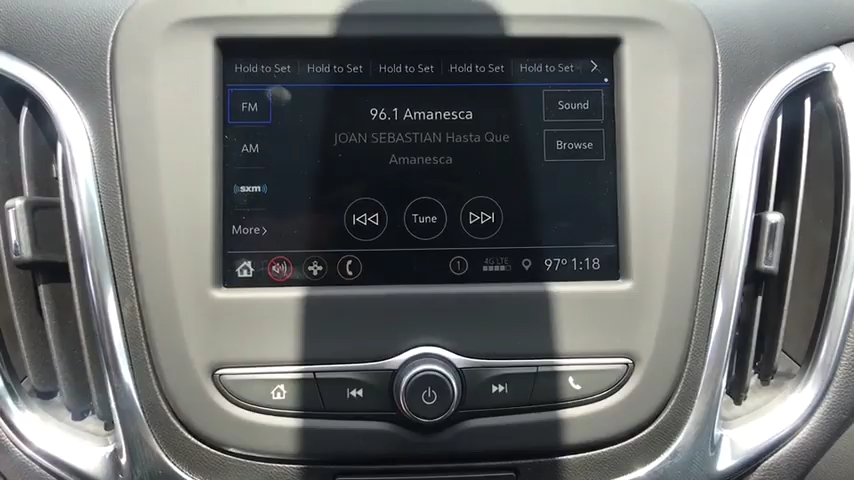 Hold to Set Hold to Set Hold to Set Hold to Set Hold to Set
FM
96.1 Amanesca
Sound
JOAN SEBASTIAN Hasta Que
Amanesca
AM
Browse
sxm
Tune
More
1
4G LTE
97° 1:18